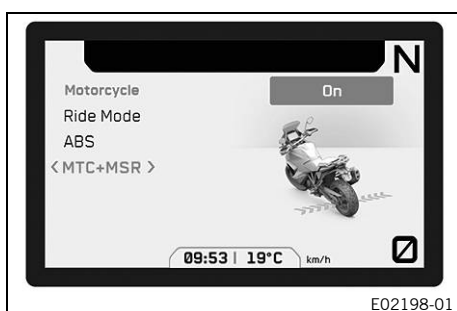 N
Motorcycle
On
Ride Mode
ABS
< MTC+MSR >
09:53 | 19°C km/h
0
E02198-01